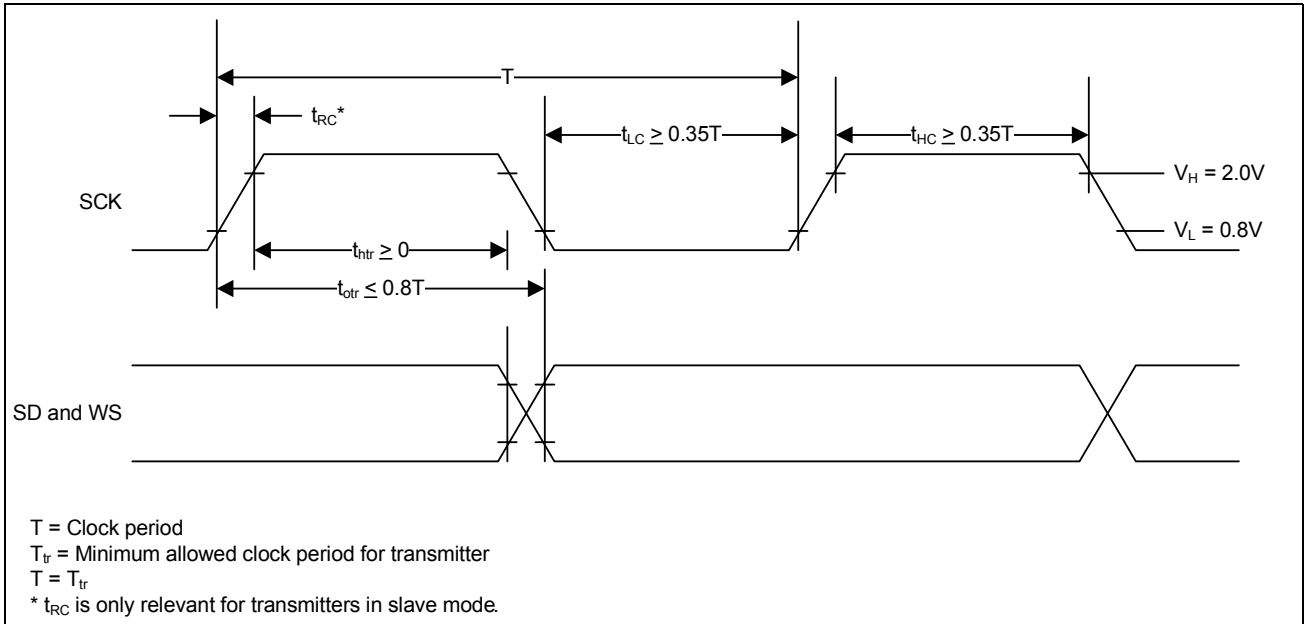 T
tRC*
tLC ≥ 0.35T
tHC ≥ 0.35T
VH = 2.0V
SCK
VL = 0.8V
thtr ≥ 0
totr ≤ 0.8T
SD and WS
T = Clock period
Ttr = Minimum allowed clock period for transmitter
T = Ttr
* tRC is only relevant for transmitters in slave mode.